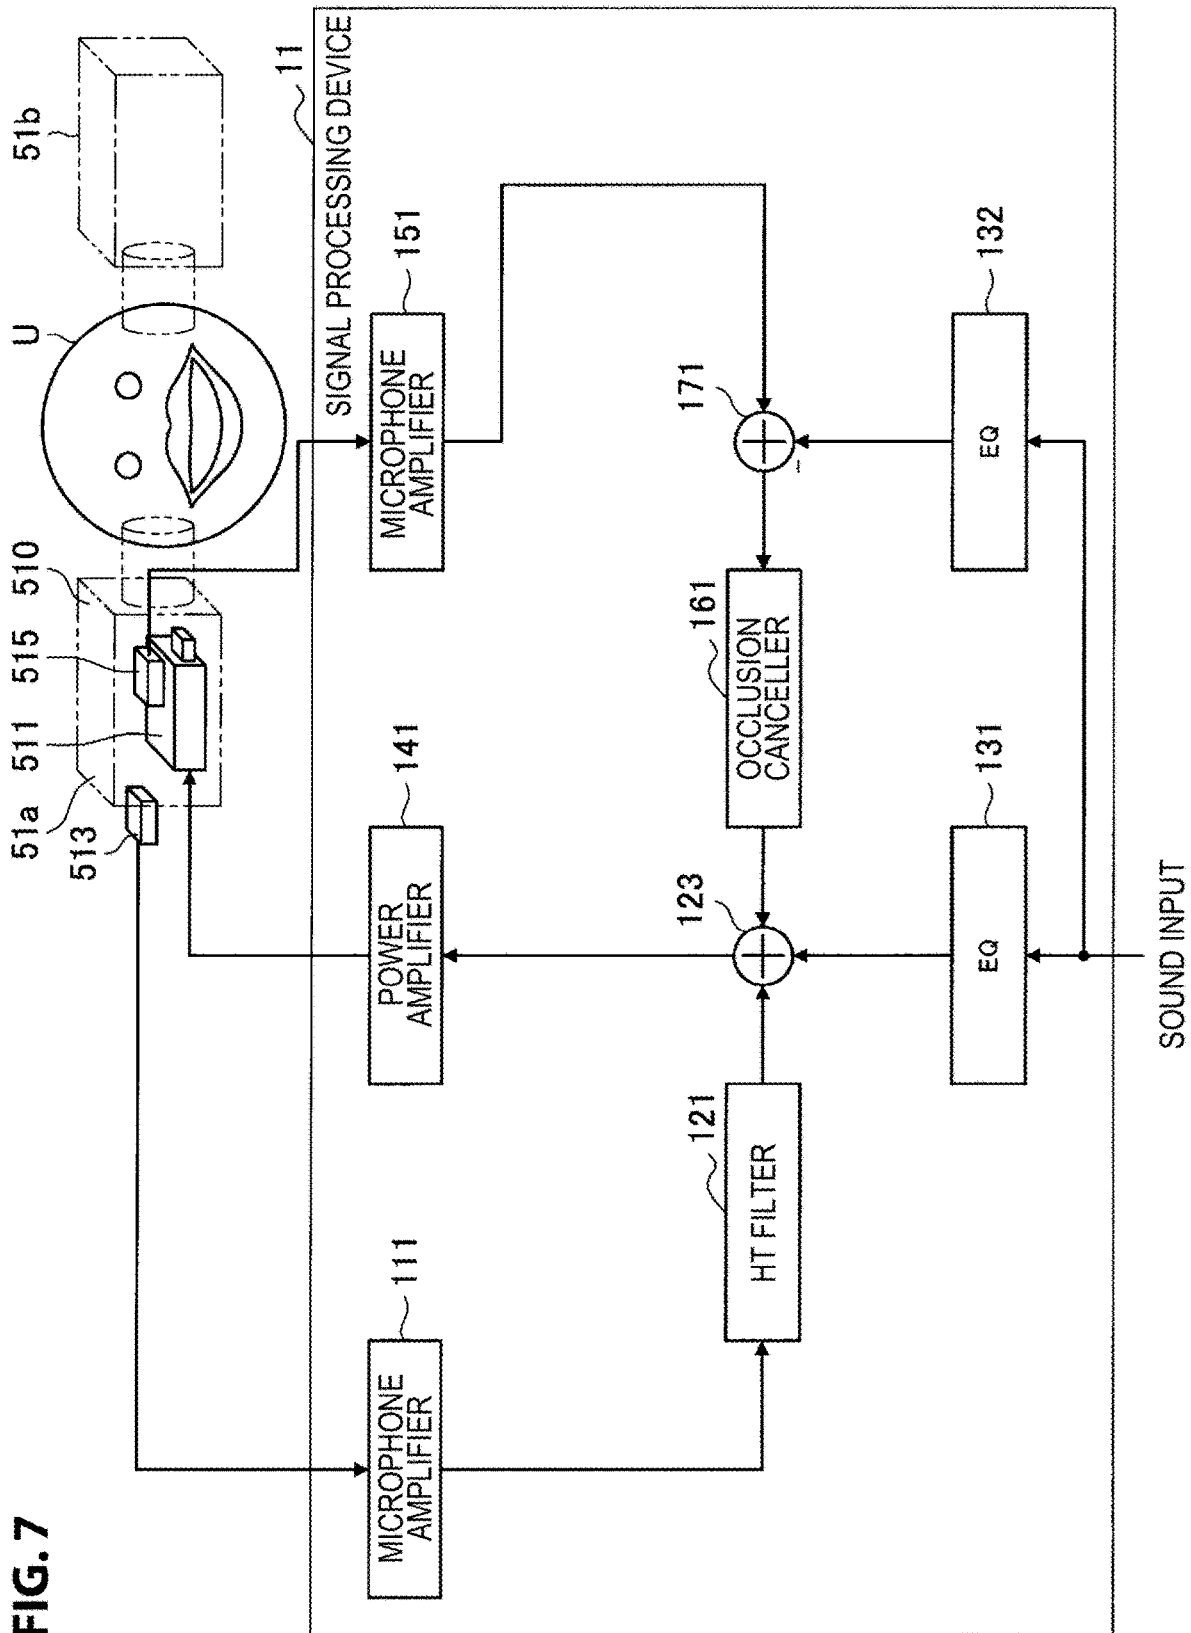 FIG. 7
51a
513
511
515
510
U
51b
11
SIGNAL PROCESSING DEVICE
MICROPHONE
AMPLIFIER
111
POWER
AMPLIFIER
141
MICROPHONE
AMPLIFIER
151
HT FILTER
121
123
OCCLUSION
CANCELLER
161
171
-
EQ
131
EQ
132
SOUND INPUT